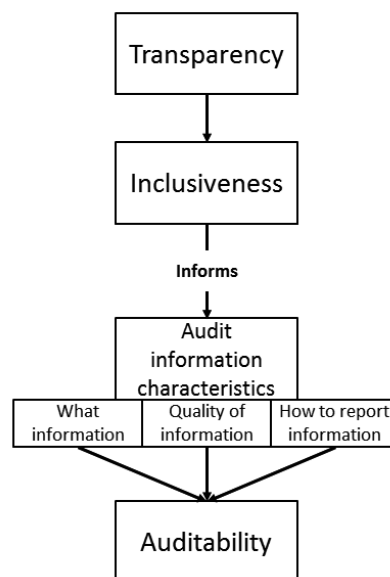 Transparency
Inclusiveness
Informs
Audit
information
characteristics
What
information
Quality of
information
How to report
information
Auditability